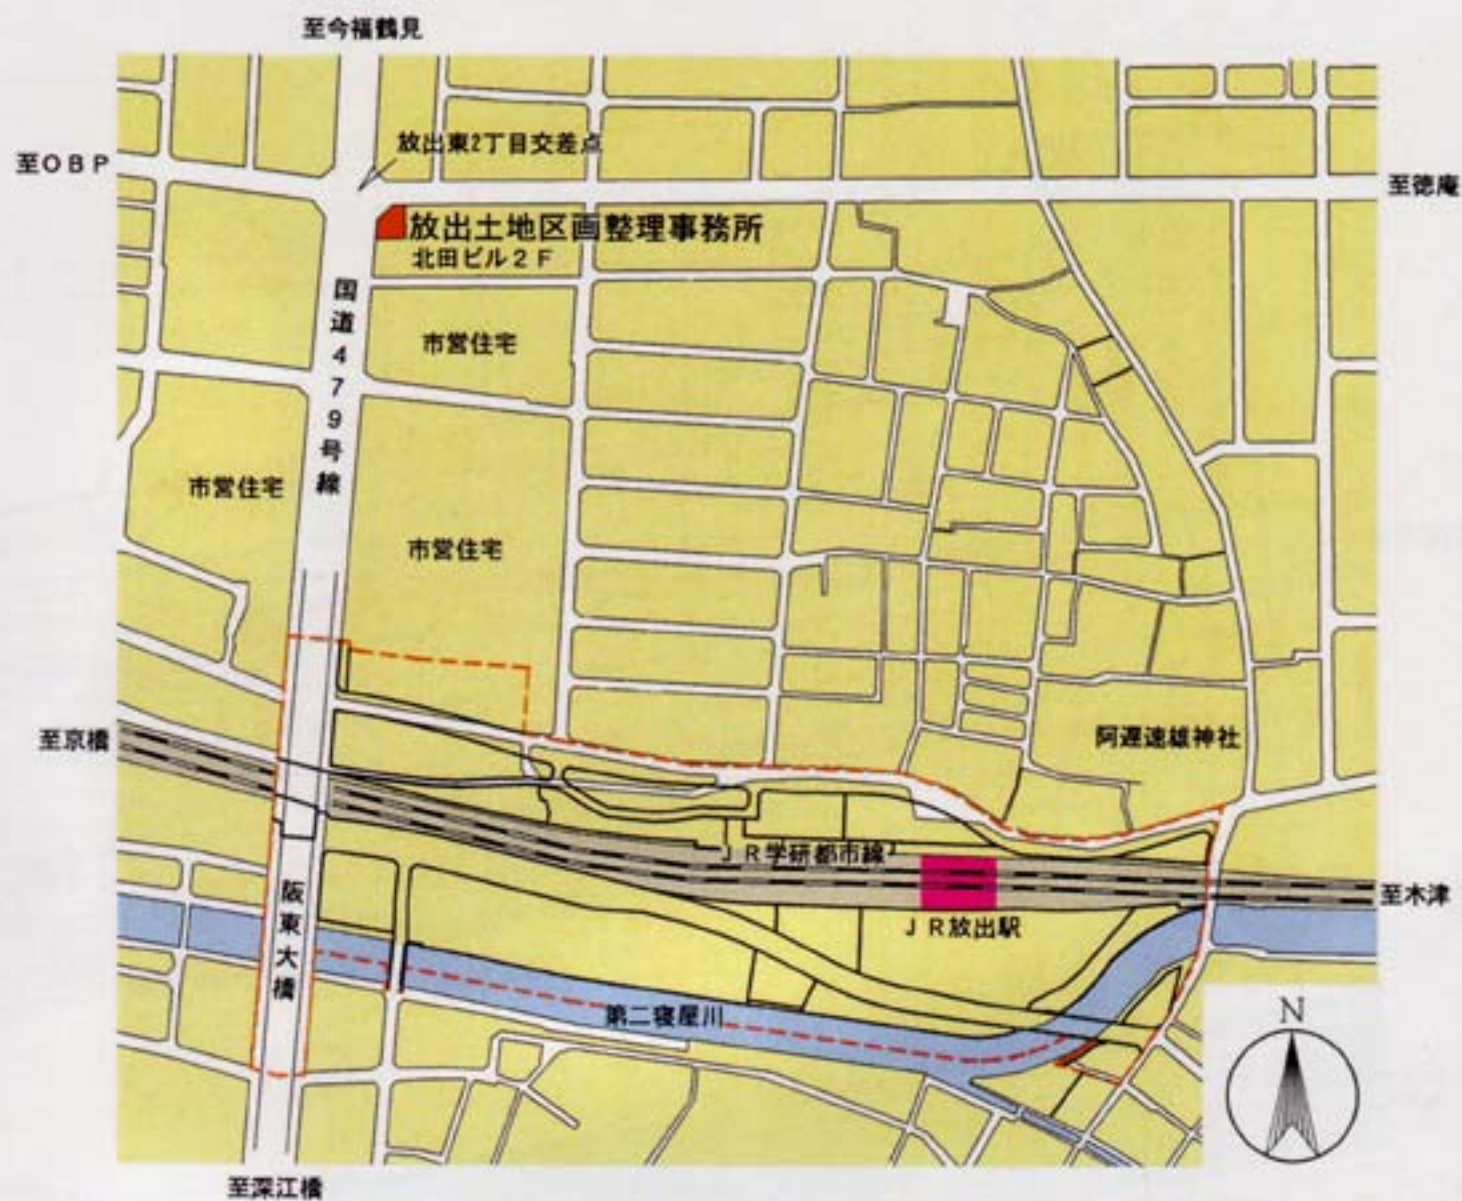 至今福鶴見
放出東2丁目交差点
至OBP
至徳庵
放出土地区画整理事務所
北田ビル2F
国道479号線
市営住宅
市営住宅
市営住宅
至京橋
阿遅速雄神社
JR学研都市線
至木津
阪東大橋
JR放出駅
第二寝屋川
N
至深江橋